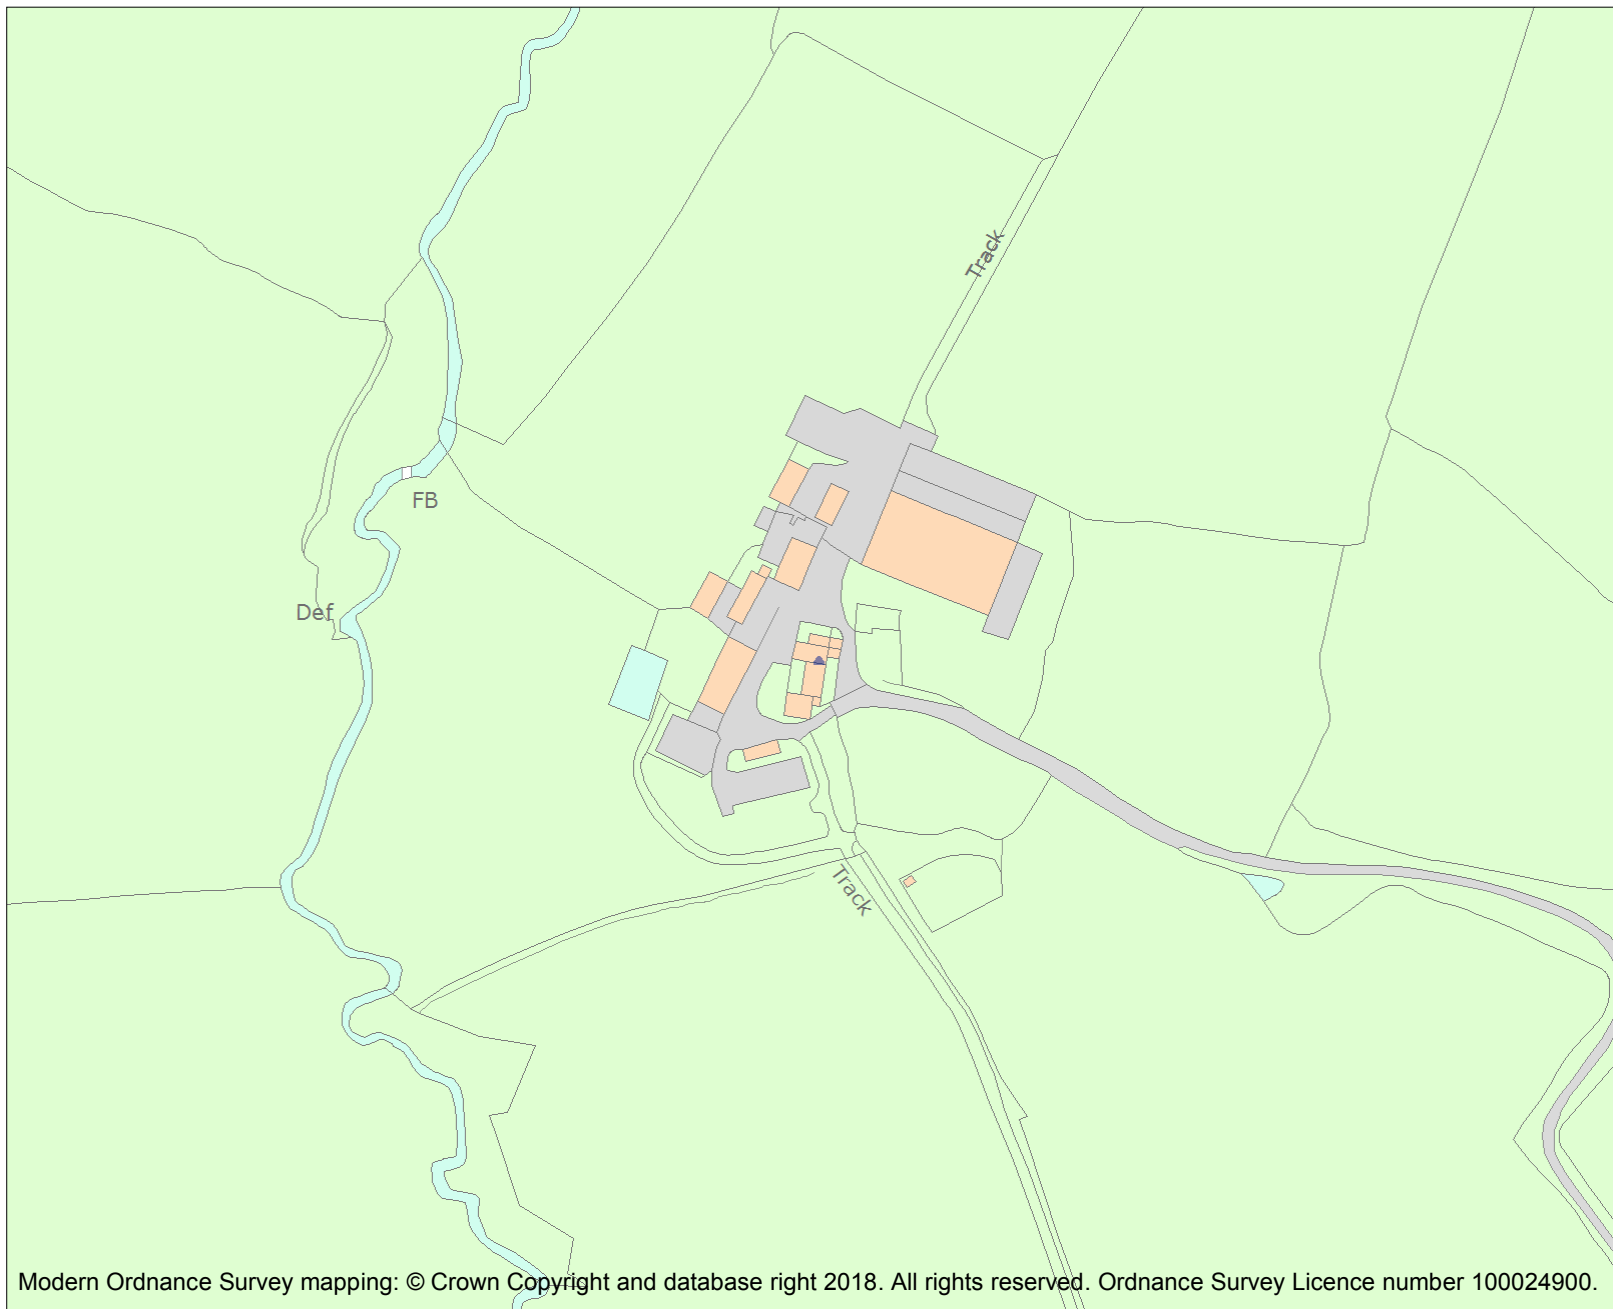 Track
FB
Def
Track
Modern Ordnance Survey mapping: © Crown Copyright and database right 2018. All rights reserved. Ordnance Survey Licence number 100024900.